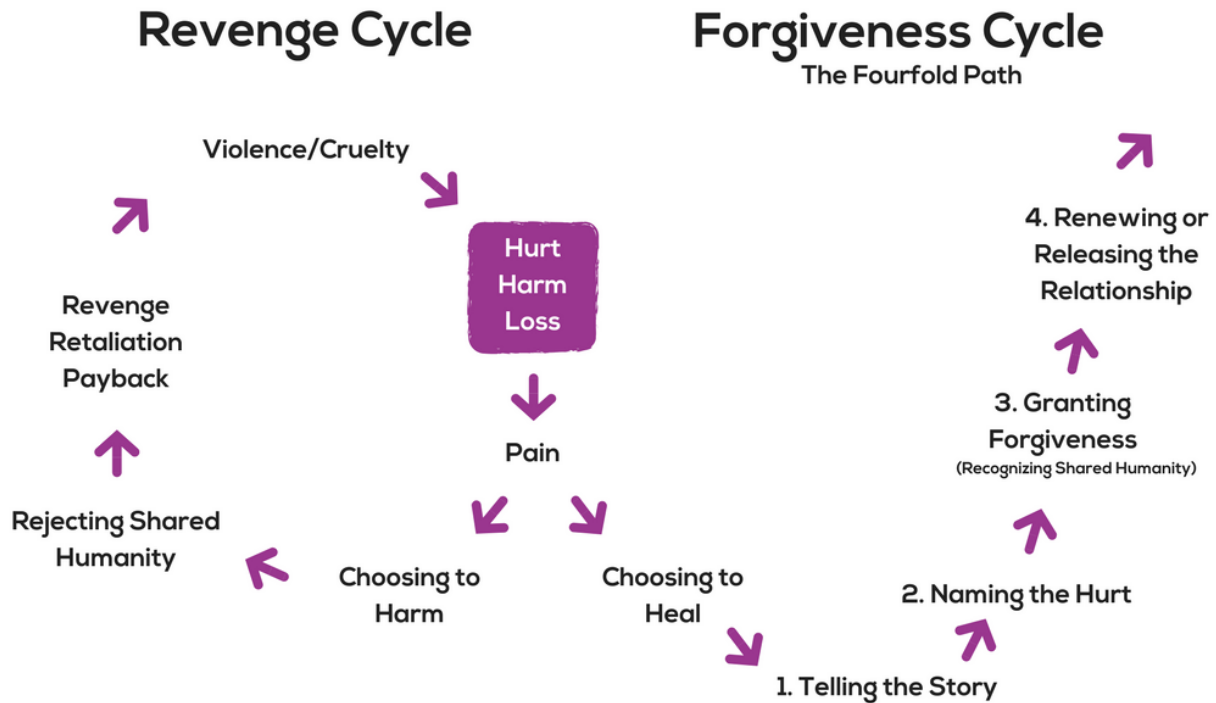 Revenge Cycle
Forgiveness Cycle
The Fourfold Path
Violence/Cruelty
Hurt
Harm
Loss
Pain
Choosing to
Harm
Rejecting Shared
Humanity
Revenge
Retaliation
Payback
Choosing to
Heal
1. Telling the Story
2. Naming the Hurt
3. Granting
Forgiveness
(Recognizing Shared Humanity)
4. Renewing or
Releasing the
Relationship